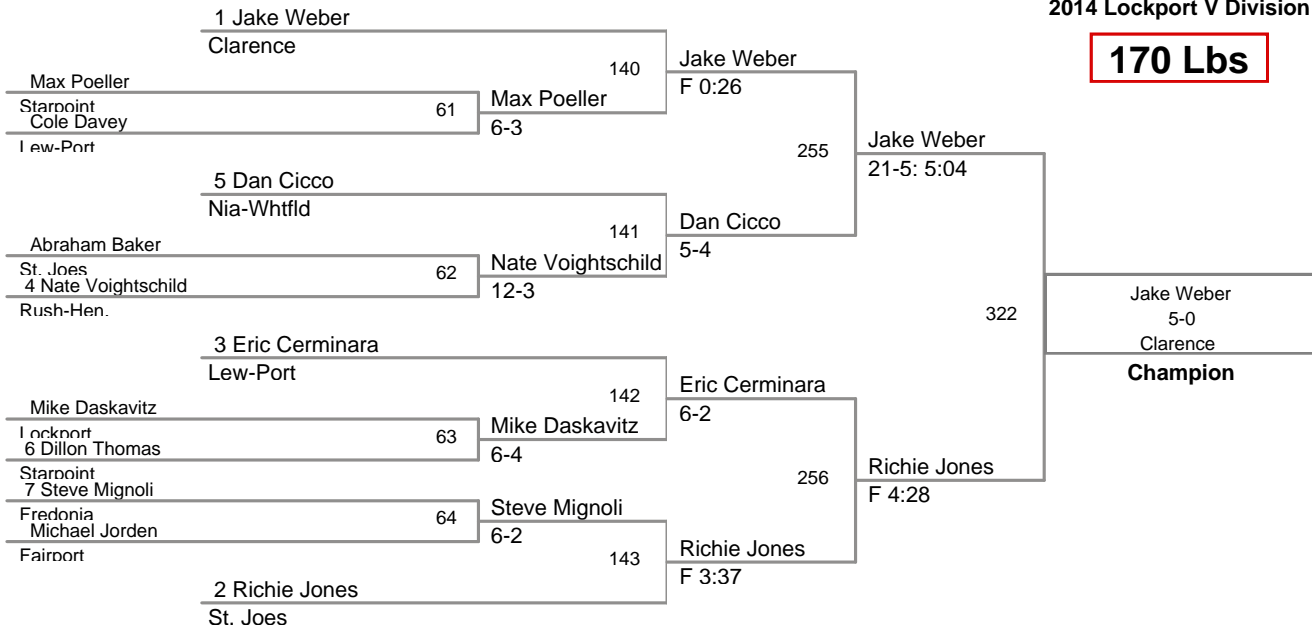 2014 Lockport V Division
170 Lbs
1 Jake Weber
Clarence
140
Jake Weber
F 0:26
Max Poeller
Starpoint
Cole Davey
Lew-Port
61
Max Poeller
6-3
255
Jake Weber
21-5: 5:04
5 Dan Cicco
Nia-Whtfld
141
Dan Cicco
5-4
Abraham Baker
St. Joes
4 Nate Voightschild
Rush-Hen.
62
Nate Voightschild
12-3
322
Jake Weber
5-0
Clarence
Champion
3 Eric Cerminara
Lew-Port
142
Eric Cerminara
6-2
Mike Daskavitz
Lockport
6 Dillon Thomas
Starpoint
63
Mike Daskavitz
6-4
256
Richie Jones
F 4:28
7 Steve Mignoli
Fredonia
Michael Jorden
Fairport
64
Steve Mignoli
6-2
143
Richie Jones
F 3:37
2 Richie Jones
St. Joes